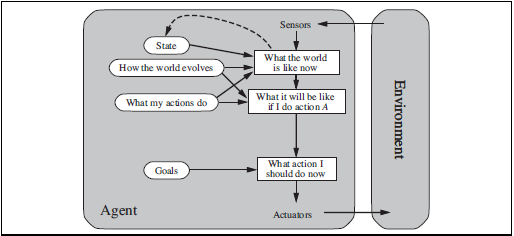 Sensors
State
What the world
is like now
How the world evolves
What my actions do
What it will be like
if I do action A
Environment
Goals
What action I
should do now
Agent
Actuators